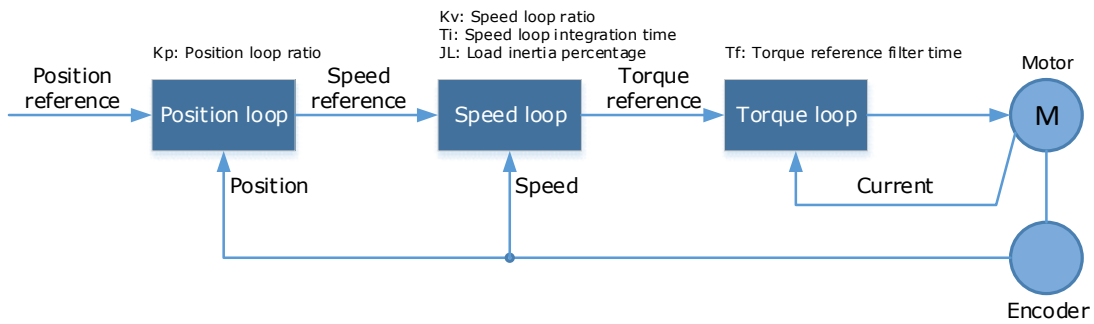 Kv: Speed loop ratio
Ti: Speed loop integration time
Kp: Position loop ratio
JL: Load inertia percentage
Tf: Torque reference filter time
Position
reference
Speed
reference
Torque
reference
Motor
Position loop
Speed loop
Torque loop
M
Position
Speed
Current
Encoder